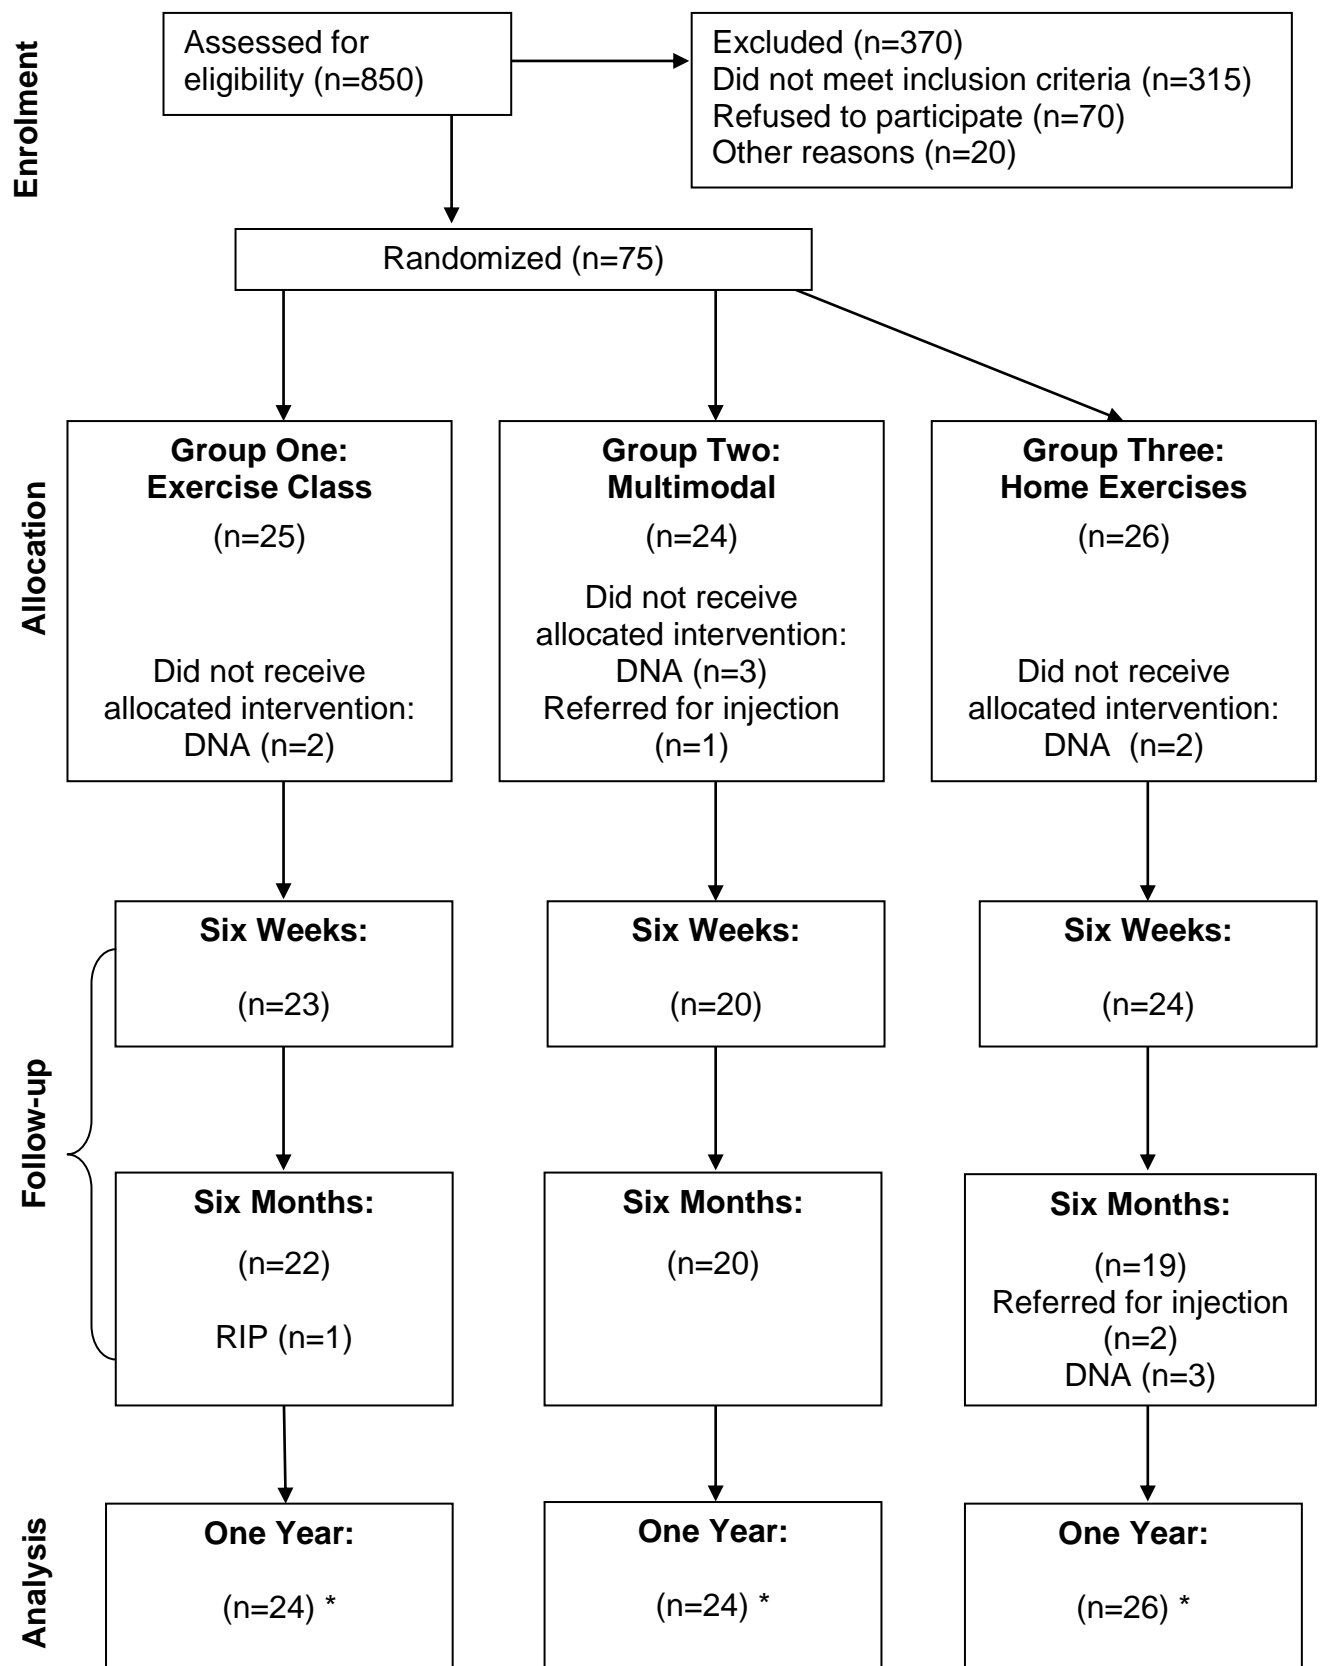 Enrolment
Assessed for
eligibility (n=850)
Excluded (n=370)
Did not meet inclusion criteria (n=315)
Refused to participate (n=70)
Other reasons (n=20)
Randomized (n=75)
Allocation
Group One:
Exercise Class
(n=25)
Did not receive
allocated intervention:
DNA (n=2)
Group Two:
Multimodal
(n=24)
Did not receive
allocated intervention:
DNA (n=3)
Referred for injection
(n=1)
Group Three:
Home Exercises
(n=26)
Did not receive
allocated intervention:
DNA (n=2)
Follow-up
Six Weeks:
(n=23)
Six Weeks:
(n=20)
Six Weeks:
(n=24)
Six Months:
(n=22)
RIP (n=1)
Six Months:
(n=20)
Six Months:
(n=19)
Referred for injection
(n=2)
DNA (n=3)
Analysis
One Year:
(n=24) *
One Year:
(n=24) *
One Year:
(n=26) *